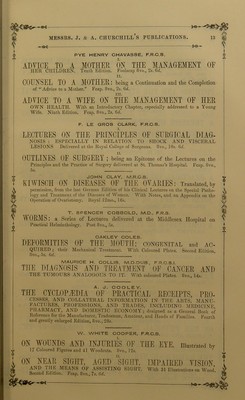 MESSRS. J. & A. CHURCHILL'S PUBLICATIONS. 13
PYE HENRY CHAVASSE, F.R.C.S.
ADVICE TO A MOTHER ON THE MANAGEMENT OF
HER CHILDREN. Tenth Edition. Foolscap 8vo., 2s. 6d.
II.
COUNSEL TO A MOTHER: being a Continuation and the Completion
of "Advice to a Mother." Fcap. 8vo., 2s. 6d.
III.
ADVICE TO A WIFE ON THE MANAGEMENT OF HER
OWN HEALTH. With an Introductory Chapter, especially addressed to a Young
Wife. Ninth Edition. Fcap. 8vo., 2s. 6d.
F. LE GROS CLARK, F.R.C.S.
LECTURES ON THE PRINCIPLES OF SURGICAL DIAG-
NOSIS: ESPECIALLY IN RELATION TO SHOCK AND VISCERAL
LESIONS Delivered at the Royal College of Surgeons. 8vo., 10s. 6d.
II.
OUTLINES OF SURGERY; being an Epitome of the Lectures on the
Principles and the Practice of Surgery delivered at St. Thomas's Hospital. Fcap.
8vo.
JOHN CLAY, M.R.C.S.
KIWISCH ON DISEASES OF THE OVARIES: Translated, by
permission, from the last German Edition of his Clinical Lectures on the Special Patho-
logy and Treatment of the Diseases of Women. With Notes, and an Appendix on the
Operation of Ovariotomy. Royal 12mo., 16s.
T. SPENCER COBBOLD, M.D., F.R.S.
WORMS: a Series of Lectures delivered at the Middlesex Hospital on
Practical Helminthology. Post 8vo., 5s.
OAKLEY COLES.
DEFORMITIES OF THE MOUTH; CONGENITAL AND AC-
QUIRED; their Mechanical Treatment. With Coloured Plates. Second Edition.
8vo., 5s. 6d.
MAURICE H. COLLIS, M.D.DUB., F.R.C.S.I.
THE DIAGNOSIS AND TREATMENT OF CANCER AND
THE TUMOURS ANALOGOUS TO IT. With coloured Plates. 8vo., 14s.
A. J. COOLEY.
THE CYCLOPÆDIA OF PRACTICAL RECEIPTS, PRO-
CESSES, AND COLLATERAL INFORMATION IN THE ARTS, MANU-
FACTURES, PROFESSIONS, AND TRADES, INCLUDING MEDICINE,
PHARMACY, AND DOMESTIC ECONOMY; designed as a General Book of
Reference for the Manufacturer, Tradesman, Amateur, and Heads of Families. Fourth
and greatly enlarged Edition, 8vo., 28s.
W. WHITE COOPER, F.R.C.S.
ON WOUNDS AND INJURIES OF THE EYE. Illustrated by
17 Coloured Figures and 41 Woodcuts. 8vo., 12s.
II.
ON NEAR SIGHT, AGED SIGHT, IMPAIRED VISION,
AND THE MEANS OF ASSISTING SIGHT. With 31 Illustrations on Wood.
Second Edition. Fcap. 8vo., 7s. 6d.